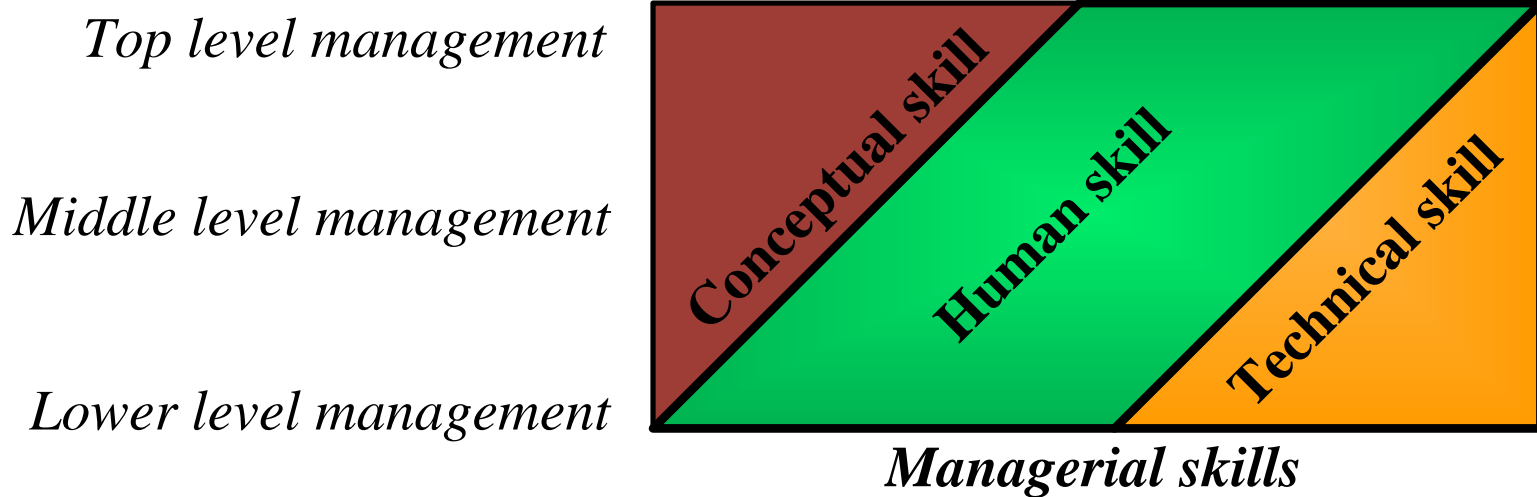 Top level management
Middle level management
Lower level management
Conceptual skill
Human skill
Technical skill
Managerial skills